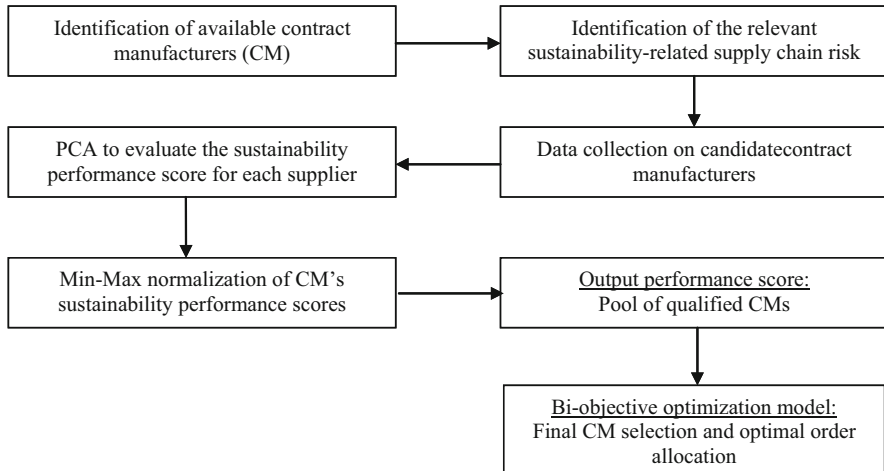 Identification of available contract
manufacturers (CM)
Identification of the relevant
sustainability-related supply chain risk
Data collection on candidatecontract
manufacturers
PCA to evaluate the sustainability
performance score for each supplier
Min-Max normalization of CM's
sustainability performance scores
Output performance score:
Pool of qualified CMs
Bi-objective optimization model:
Final CM selection and optimal order
allocation